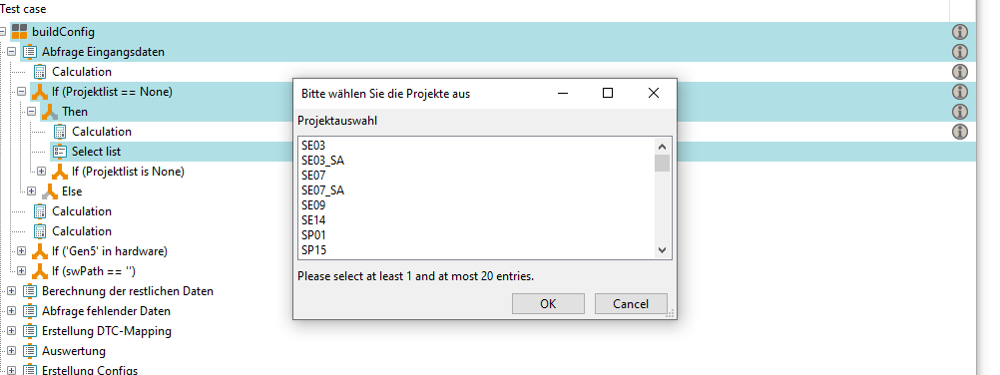 Test case
buildConfig
Abfrage Eingangsdaten
Calculation
If (Projektlist == None)
Then
Calculation
Select list
If (Projektlist is None)
Else
Calculation
Calculation
If ('Gen5' in hardware)
If (swPath == '')
Berechnung der restlichen Daten
Abfrage fehlender Daten
Erstellung DTC-Mapping
Auswertung
Erstellung Configs
Bitte wählen Sie die Projekte aus
Projektauswahl
SE03
SE03_SA
SE07
SE07_SA
SE09
SE14
SP01
SP15
Please select at least 1 and at most 20 entries.
OK
Cancel